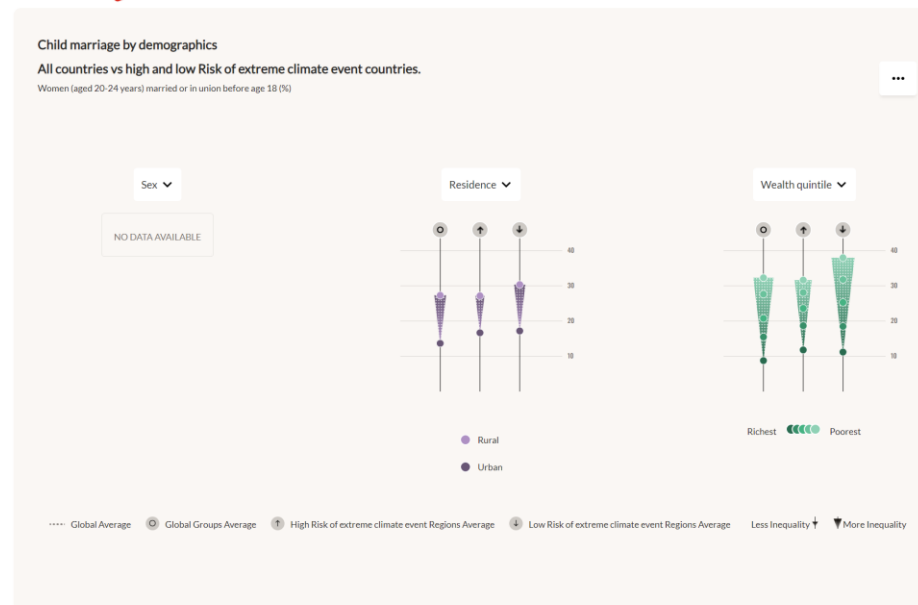 Child marriage by demographics
All countries vs high and low Risk of extreme climate event countries.
Women (aged 20-24 years) married or in union before age 18 (%)
Sex
Residence
Wealth quintile
NO DATA AVAILABLE
40
30
20
10
40
30
20
10
Richest Poorest
Rural
Urban
Global Average Global Groups Average High Risk of extreme climate event Regions Average Low Risk of extreme climate event Regions Average Less Inequality More Inequality